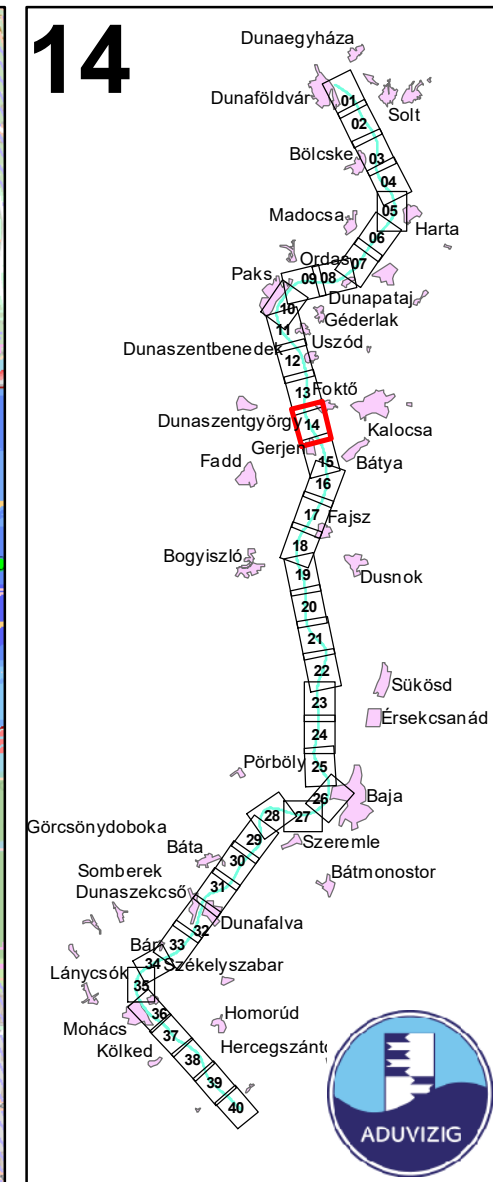 14
Dunaegyháza
Dunaföldvár
01
Solt
02
Bölcske
03
04
05
Madocsa
Harta
06
Ordas
07
Paks
09
08
Dunapataj
10
Géderlak
11
Uszód
Dunaszentbenedek
12
13
Foktő
Dunaszentgyörgy
14
Kalocsa
Gerjen
15
Bátya
Fadd
16
17
Fajsz
18
Bogyiszló
19
Dusnok
20
21
22
Sükösd
23
Érsekcsanád
24
Pörböly
25
26
Baja
28
27
Görcsönydoboka
29
Szeremle
Báta
30
Somberek
31
Bátmonostor
Dunaszekcső
32
Dunafalva
Bár
33
34
Székelyszabar
Lánycsók
35
36
Homorúd
Mohács
37
Kölked
38
39
40
ADUVIZIG